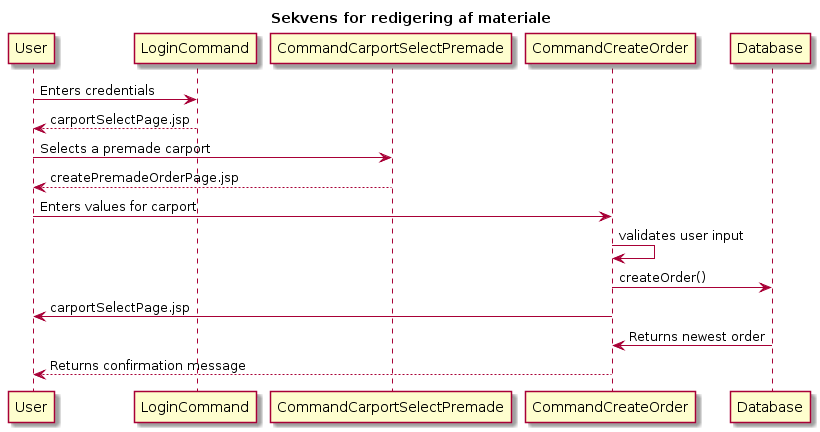 Sekvens for redigering af materiale
User
LoginCommand
CommandCarportSelectPremade
CommandCreateOrder
Database
Enters credentials
carportSelectPage.jsp
Selects a premade carport
createPremadeOrderPage.jsp
Enters values for carport
validates user input
createOrder()
carportSelectPage.jsp
Returns newest order
Returns confirmation message
User
LoginCommand
CommandCarportSelectPremade
CommandCreateOrder
Database